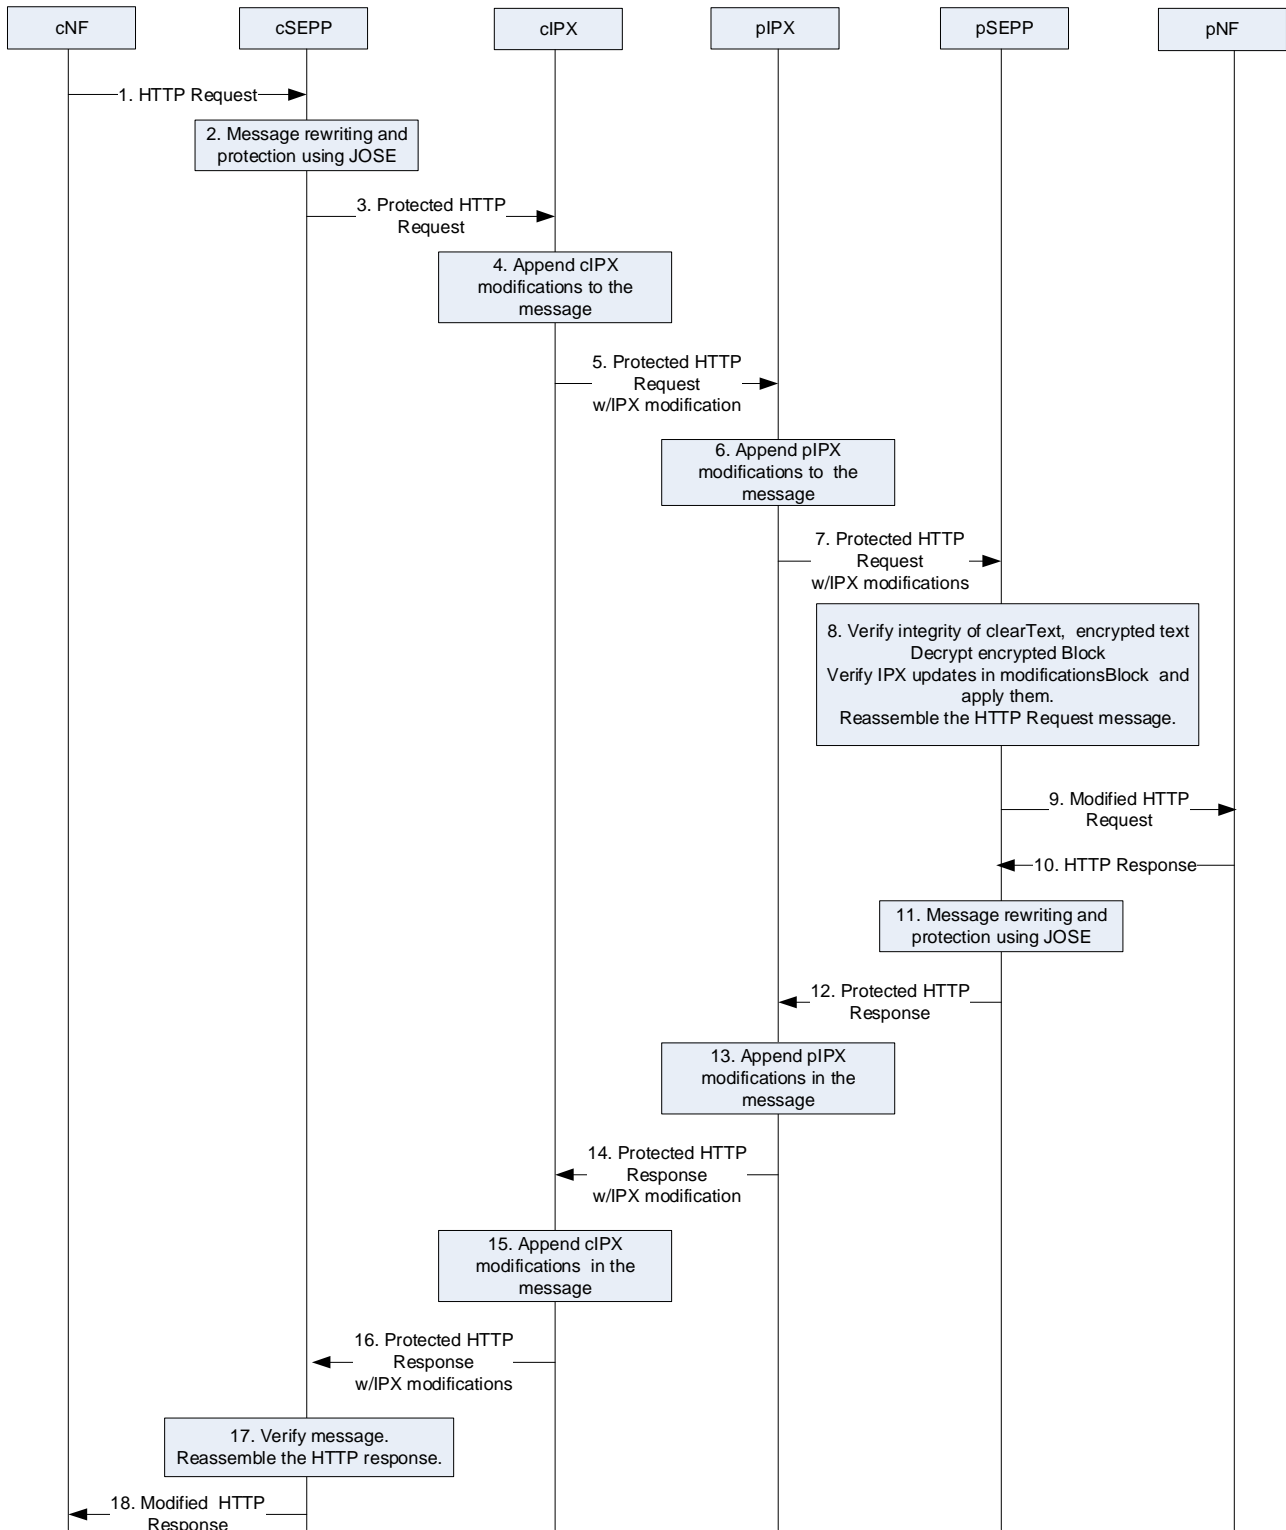 cNF
cSEPP
cIPX
pIPX
pSEPP
pNF
1. HTTP Request
2. Message rewriting and
protection using JOSE
3. Protected HTTP
Request
4. Append cIPX
modifications to the
message
5. Protected HTTP
Request
w/IPX modification
6. Append pIPX
modifications to the
message
7. Protected HTTP
Request
w/IPX modifications
8. Verify integrity of clearText, encrypted text
Decrypt encrypted Block
Verify IPX updates in modificationsBlock and
apply them.
Reassemble the HTTP Request message.
9. Modified HTTP
Request
10. HTTP Response
11. Message rewriting and
protection using JOSE
12. Protected HTTP
Response
13. Append pIPX
modifications in the
message
14. Protected HTTP
Response
w/IPX modification
15. Append cIPX
modifications in the
message
16. Protected HTTP
Response
w/IPX modifications
17. Verify message.
Reassemble the HTTP response.
18. Modified HTTP
Response